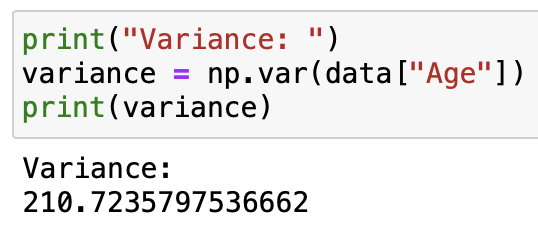 print("Variance: ")
variance = np.var(data["Age"])
print(variance)
Variance:
210.7235797536662